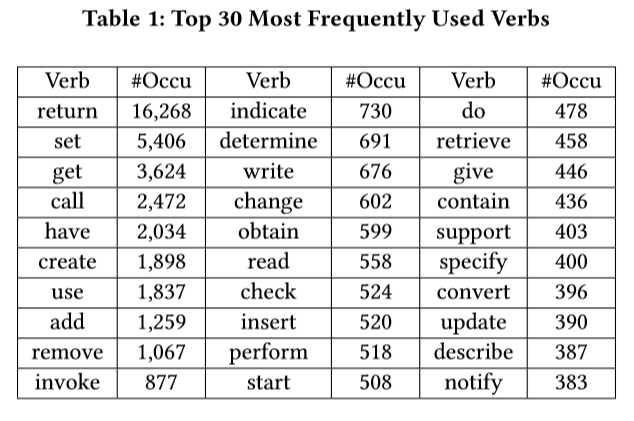 Table 1: Top 30 Most Frequently Used Verbs
Verb #Occu Verb #Occu Verb #Occu
return 16,268 indicate 730 do 478
set 5,406 determine 691 retrieve 458
get 3,624 write 676 give 446
call 2,472 change 602 contain 436
have 2,034 obtain 599 support 403
create 1,898 read 558 specify 400
use 1,837 check 524 convert 396
add 1,259 insert 520 update 390
remove 1,067 perform 518 describe 387
invoke 877 start 508 notify 383